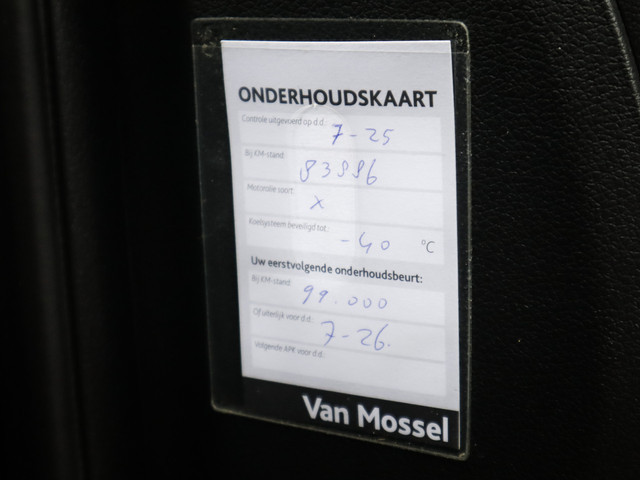 ONDERHOUDSKAART
Controle uitgevoerd op d.d.: 7-25
Bij KM-stand: 83886
Motorolie soort: x
Koelsysteem beveiligd tot: -40 °C
Uw eerstvolgende onderhoudsbeurt:
Bij KM-stand: 99.000
Of uiterlijk voor d.d.: 7-26.
Volgende APK voor d.d.:
Van Mossel